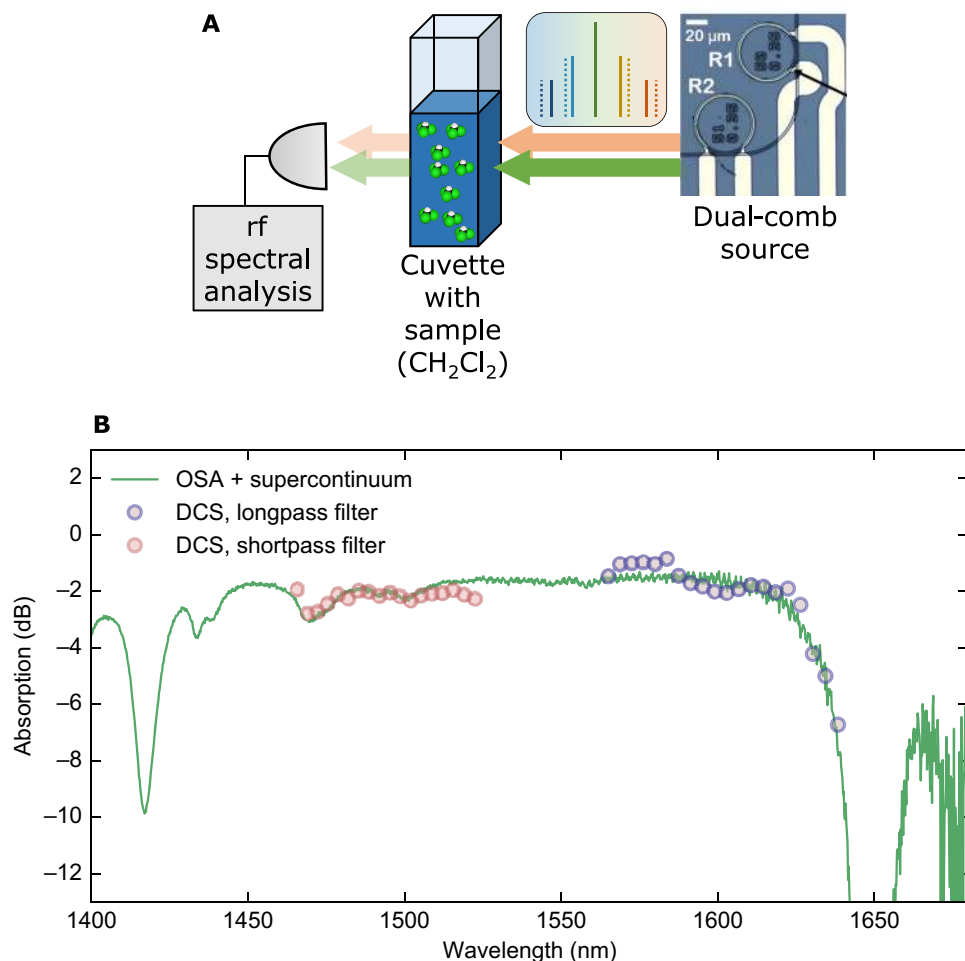 A
20 µm
R1
R2
rf
spectral
analysis
Cuvette
with
sample
(CH₂Cl₂)
Dual-comb
source
B
OSA + supercontinuum
DCS, longpass filter
DCS, shortpass filter
Absorption (dB)
2
0
–2
–4
–6
–8
–10
–12
1400 1450 1500 1550 1600 1650
Wavelength (nm)